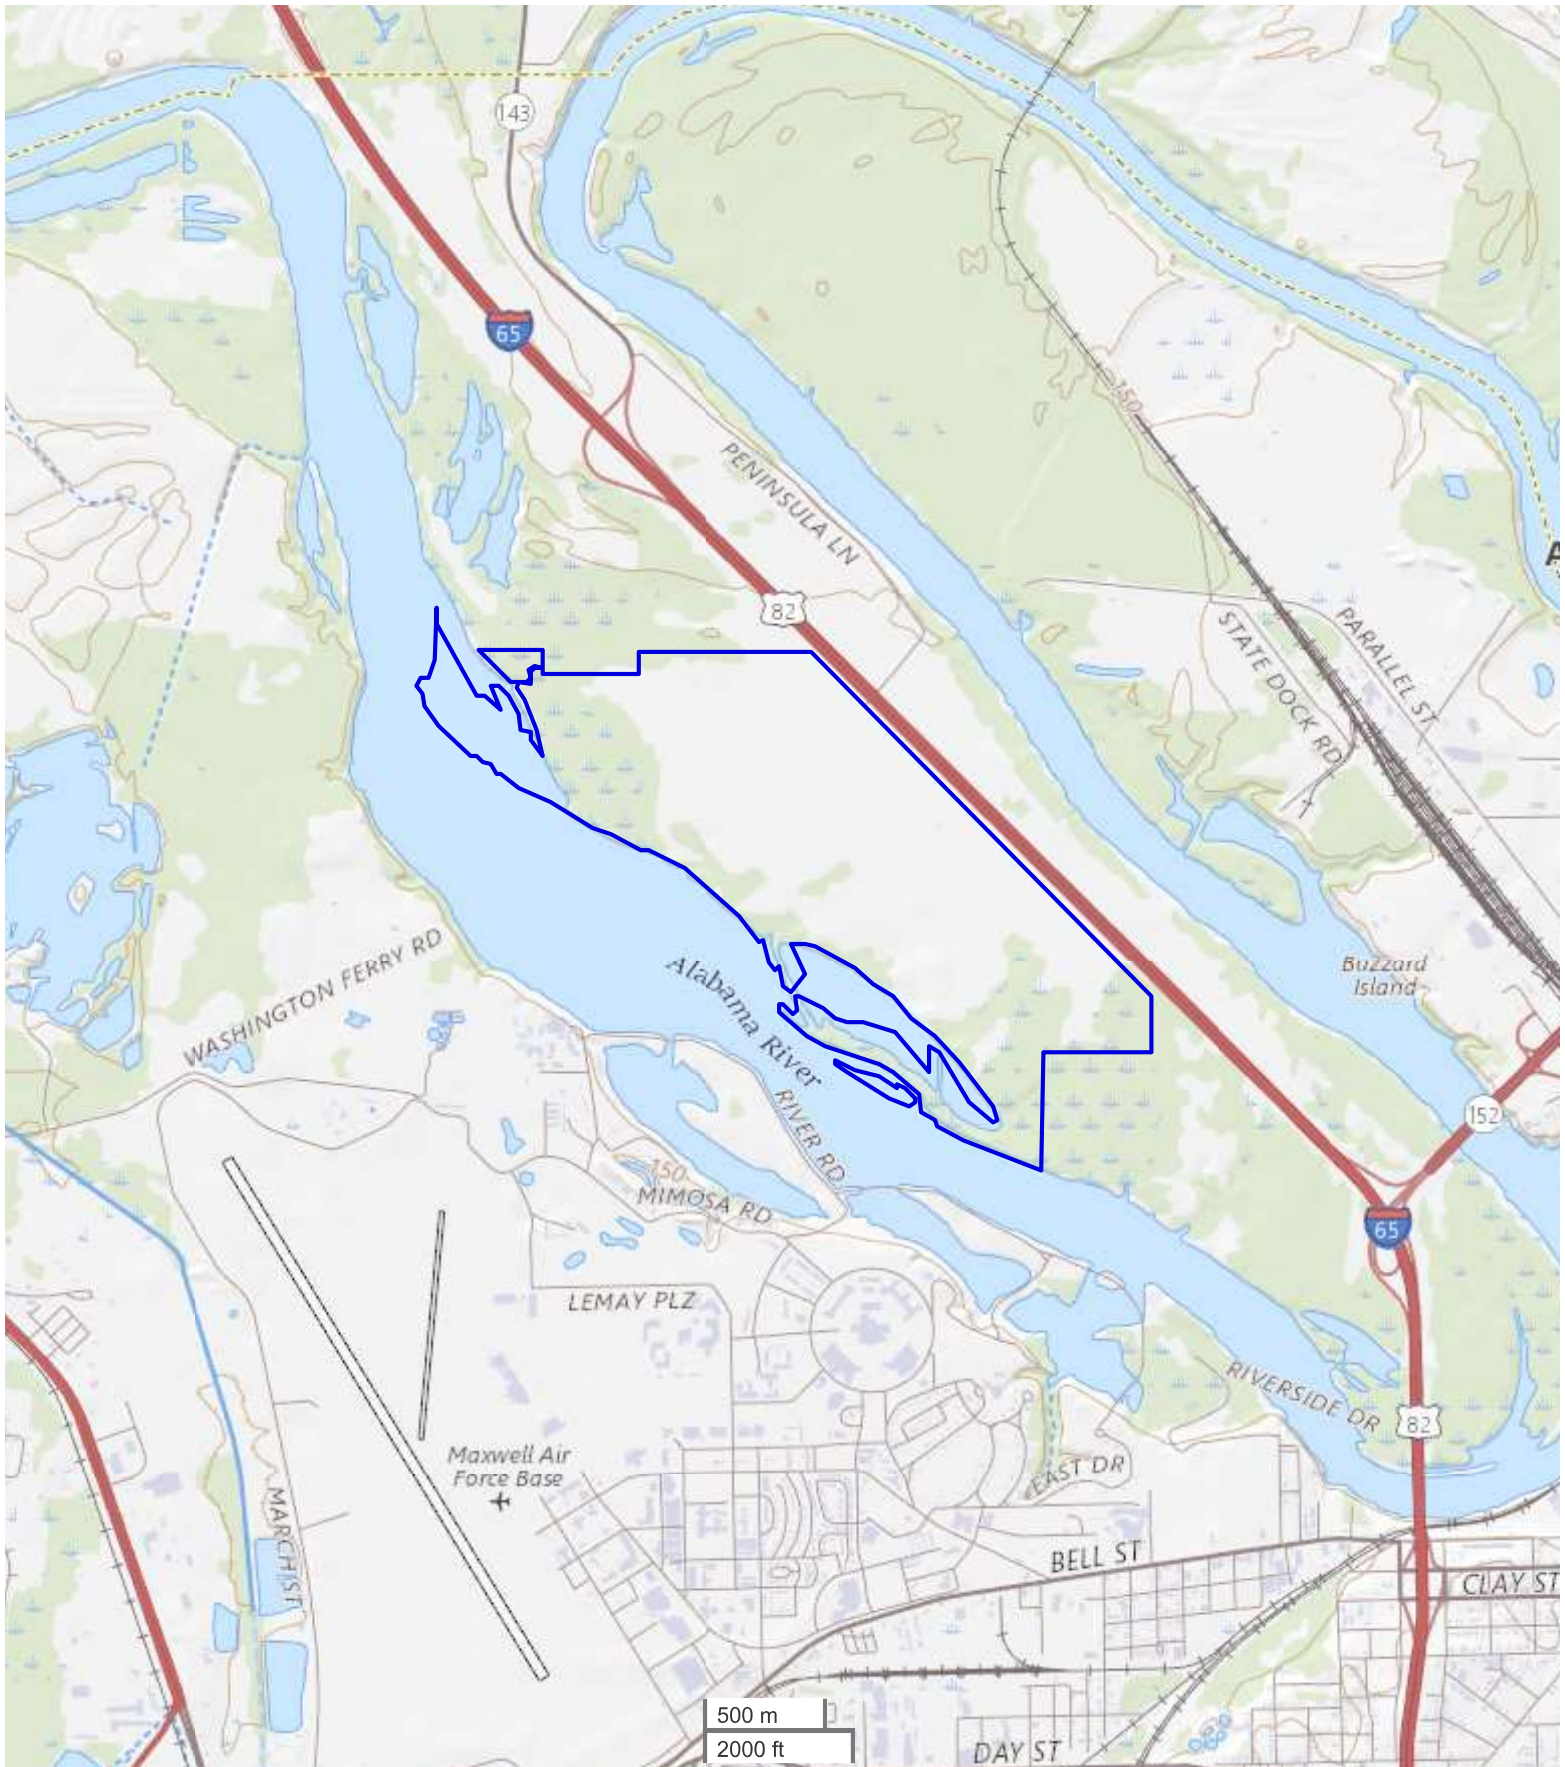 143
65
150
PENINSULA LN
82
PARALLEL ST
STATE DOCK RD
Buzzard
Island
WASHINGTON FERRY RD
Alabama River
RIVER RD
152
150
MIMOSA RD
65
LEMAY PLZ
RIVERSIDE DR
82
Maxwell Air
Force Base
EAST DR
MARCH ST
BELL ST
CLAY ST
500 m
2000 ft
DAY ST